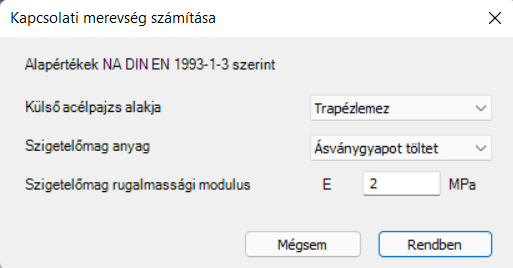 Kapcsolati merevség számítása
Alapértékek NA DIN EN 1993-1-3 szerint
Külső acélpajzs alakja Trapézlemez
Szigetelőmag anyag Ásványgyapot töltet
Szigetelőmag rugalmassági modulus E 2 MPa
Mégsem Rendben